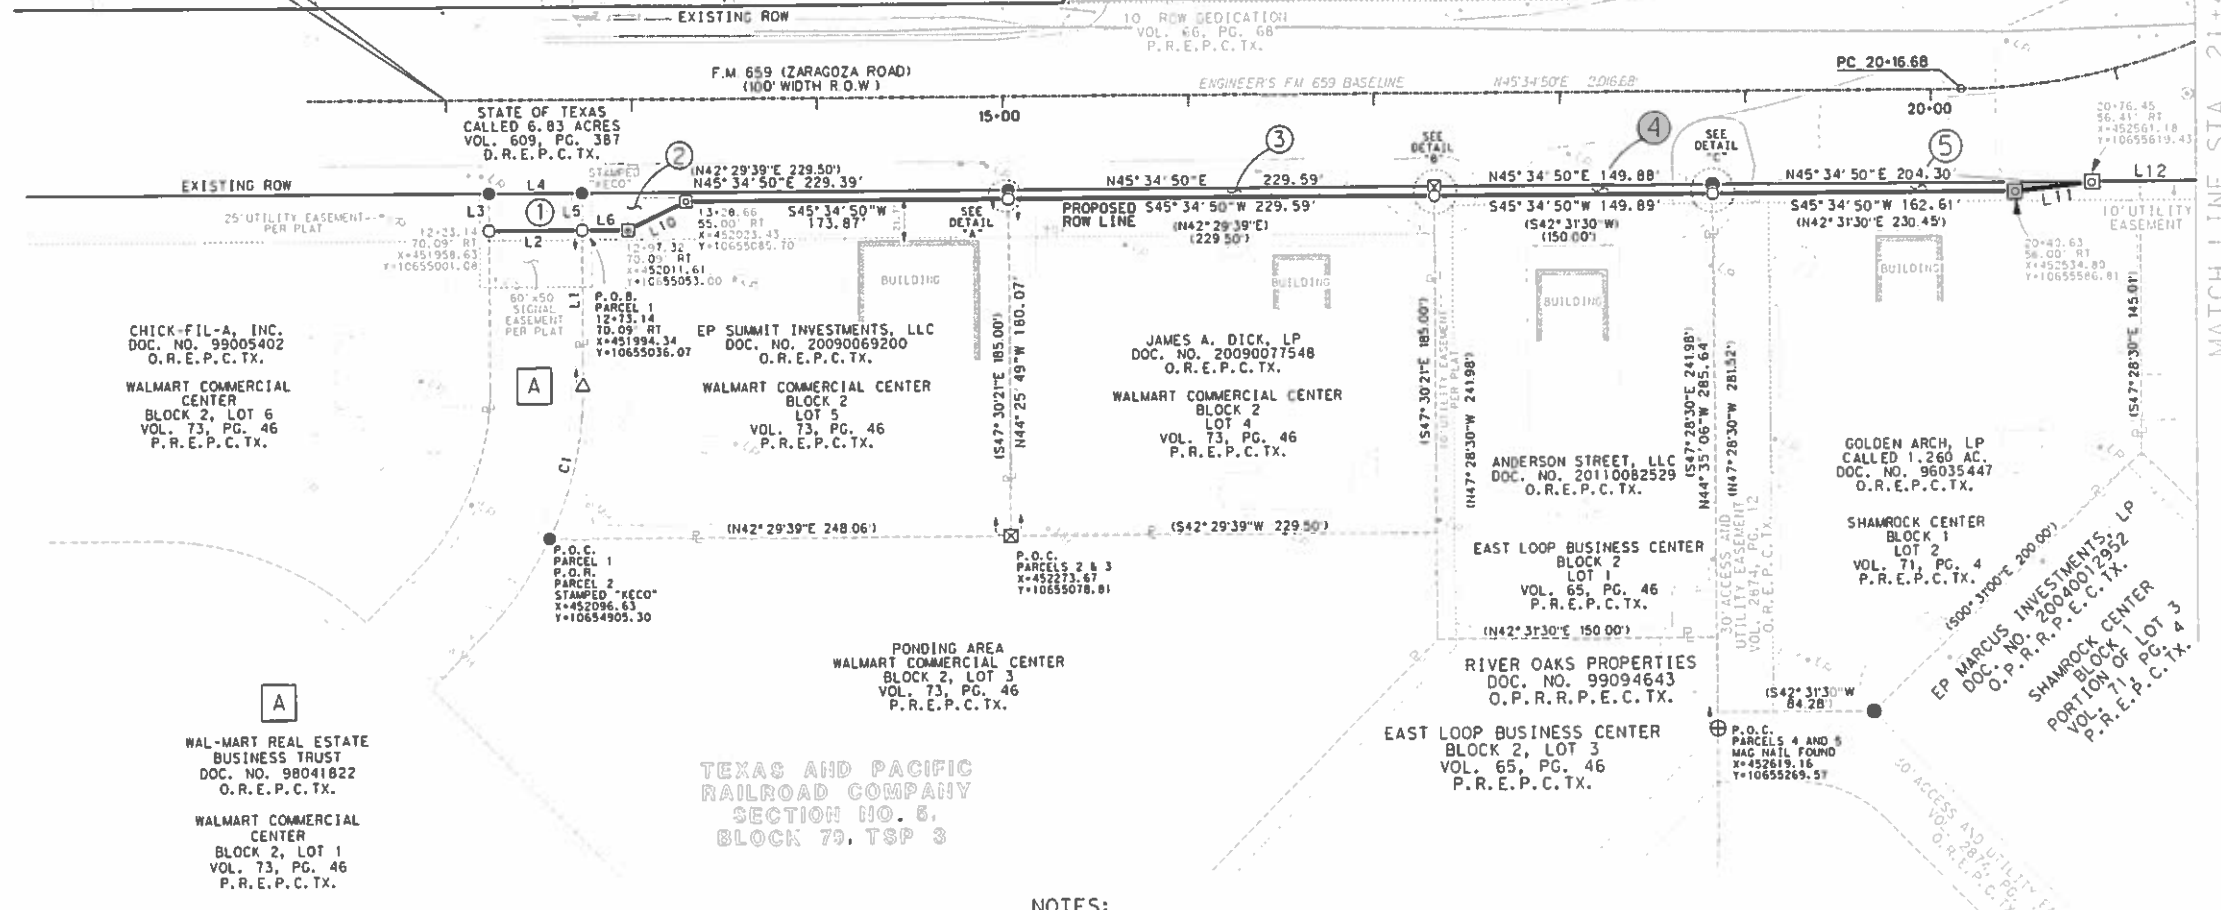 EXISTING ROW
10 ROW DEDICATION
VOL. 66, PG. 68
P.R.E.P.C.TX.
F.M. 659 (ZARAGOZA ROAD)
(100' WIDTH R.O.W.)
ENGINEER'S FM 659 BASELINE
N45°34'50"E 2016.68'
PC 20+16.68
15+00
20+00
MATCH LINE STA 21+
STATE OF TEXAS
CALLED 6.83 ACRES
VOL. 609, PG. 387
D.R.E.P.C.TX.
STAMPED
"KECO"
2
3
SEE
DETAIL
"B"
4
SEE
DETAIL
"C"
5
20+76.45
56.41' RT
X=452561.18
Y=10655619.43
EXISTING ROW
L4
(N42°29'39"E 229.50')
N45°34'50"E 229.39'
N45°34'50"E 229.59'
N45°34'50"E 149.88'
N45°34'50"E 204.30
L12
L3
1
L5
L6
L2
L10
S45°34'50"W
173.87'
SEE
DETAIL
"A"
PROPOSED
ROW LINE
S45°34'50"W 229.59'
(N42°29'39"E)
(229.50')
S45°34'50"W 149.89'
(S42°31'30"W)
(150.00')
S45°34'50"W 162.61'
(N42°31'30"E 230.45')
L11
10' UTILITY
EASEMENT
25' UTILITY EASEMENT
PER PLAT
12+23.14
70.09' RT
X=451958.63
Y=10655001.08
13+28.66
55.00' RT
X=452023.43
Y=10655085.70
12+97.32
70.09' RT
X=452011.61
Y=10655053.00
20+40.63
56.00' RT
X=452534.80
Y=10655586.81
60'x50
SIGNAL
EASEMENT
PER PLAT
L1
P.O.B.
PARCEL 1
12+73.14
70.09' RT
X=451994.34
Y=10655036.07
BUILDING
BUILDING
BUILDING
BUILDING
CHICK-FIL-A, INC.
DOC. NO. 99005402
O.R.E.P.C.TX.
WALMART COMMERCIAL
CENTER
BLOCK 2, LOT 6
VOL. 73, PG. 46
P.R.E.P.C.TX.
A
C1
EP SUMMIT INVESTMENTS, LLC
DOC. NO. 20090069200
O.R.E.P.C.TX.
WALMART COMMERCIAL CENTER
BLOCK 2
LOT 5
VOL. 73, PG. 46
P.R.E.P.C.TX.
(S47°30'21"E 185.00')
N44°25'49"W 180.07'
JAMES A. DICK, LP
DOC. NO. 20090077548
O.R.E.P.C.TX.
WALMART COMMERCIAL CENTER
BLOCK 2
LOT 4
VOL. 73, PG. 46
P.R.E.P.C.TX.
(S47°30'21"E 185.00')
UTILITY EASEMENT
PER PLAT
(N47°28'30"W 241.98')
ANDERSON STREET, LLC
DOC. NO. 20110082529
O.R.E.P.C.TX.
EAST LOOP BUSINESS CENTER
BLOCK 2
LOT 1
VOL. 65, PG. 46
P.R.E.P.C.TX.
(S47°28'30"E 241.98')
N44°35'06"W 285.64'
(N47°28'30"W 281.52')
30' ACCESS AND
UTILITY EASEMENT
VOL. 2874, PG. 12
O.R.E.P.C.TX.
GOLDEN ARCH, LP
CALLED 1.260 AC.
DOC. NO. 96035447
O.R.E.P.C.TX.
SHAMROCK CENTER
BLOCK 1
LOT 2
VOL. 71, PG. 4
P.R.E.P.C.TX.
(S47°28'30"E 145.01')
(S00°31'00"E 200.00')
EP MARCUS INVESTMENTS, LP
DOC. NO. 20040012952
O.P.R.R.P.E.C.TX.
SHAMROCK CENTER
BLOCK 1
PORTION OF LOT 3
VOL. 71, PG. 4
P.R.E.P.C.TX.
(N42°29'39"E 248.06')
(S42°29'39"W 229.50')
P.O.C.
PARCEL 1
P.O.R.
PARCEL 2
STAMPED "KECO"
X=452096.63
Y=10654905.30
P.O.C.
PARCELS 2 & 3
X=452273.67
Y=10655078.81
(N42°31'30"E 150.00')
PONDING AREA
WALMART COMMERCIAL CENTER
BLOCK 2, LOT 3
VOL. 73, PG. 46
P.R.E.P.C.TX.
RIVER OAKS PROPERTIES
DOC. NO. 99094643
O.P.R.R.P.E.C.TX.
EAST LOOP BUSINESS CENTER
BLOCK 2, LOT 3
VOL. 65, PG. 46
P.R.E.P.C.TX.
(S42°31'30"W
84.28')
P.O.C.
PARCELS 4 AND 5
MAG NAIL FOUND
X=452619.16
Y=10655269.57
A
WAL-MART REAL ESTATE
BUSINESS TRUST
DOC. NO. 98041822
O.R.E.P.C.TX.
WALMART COMMERCIAL
CENTER
BLOCK 2, LOT 1
VOL. 73, PG. 46
P.R.E.P.C.TX.
TEXAS AND PACIFIC
RAILROAD COMPANY
SECTION NO. 5,
BLOCK 79, TSP 3
ACCESS AND UTILITY
VOL. 2874, PG.
O.R.E.P.C.
NOTES: